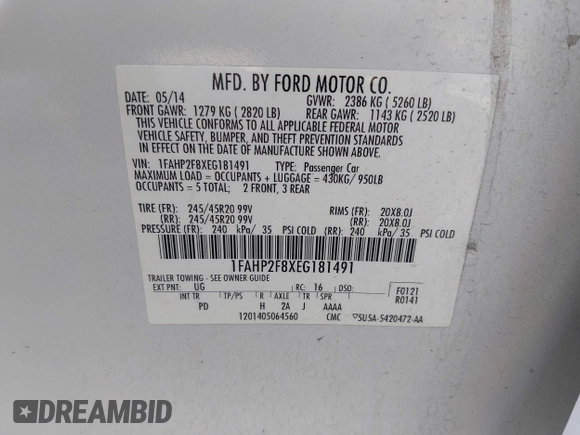 MFD. BY FORD MOTOR CO.
DATE: 05/14 GVWR: 2386 KG ( 5260 LB)
FRONT GAWR: 1279 KG ( 2820 LB) REAR GAWR: 1143 KG ( 2520 LB)
THIS VEHICLE CONFORMS TO ALL APPLICABLE FEDERAL MOTOR
VEHICLE SAFETY, BUMPER, AND THEFT PREVENTION STANDARDS
IN EFFECT ON THE DATE OF MANUFACTURE SHOWN ABOVE.
VIN: 1FAHP2F8XEG181491 TYPE: Passenger Car
MAXIMUM LOAD = OCCUPANTS + LUGGAGE = 430KG/ 950LB
OCCUPANTS = 5 TOTAL; 2 FRONT, 3 REAR
TIRE (FR): 245/45R20 99V RIMS (FR): 20X8.0J
(RR): 245/45R20 99V (RR): 20X8.0J
PRESSURE (FR): 240 kPa/ 35 PSI COLD (RR): 240 kPa/ 35 PSI COLD
1FAHP2F8XEG181491
TRAILER TOWING - SEE OWNER GUIDE
EXT PNT: UG RC: 16 DSO: F0121
INT TR TP/PS R AXLE TR SPR R0141
PD H 2A J AAAA
1201405064560 CMC 5U5A-5420472-AA
DREAMBID